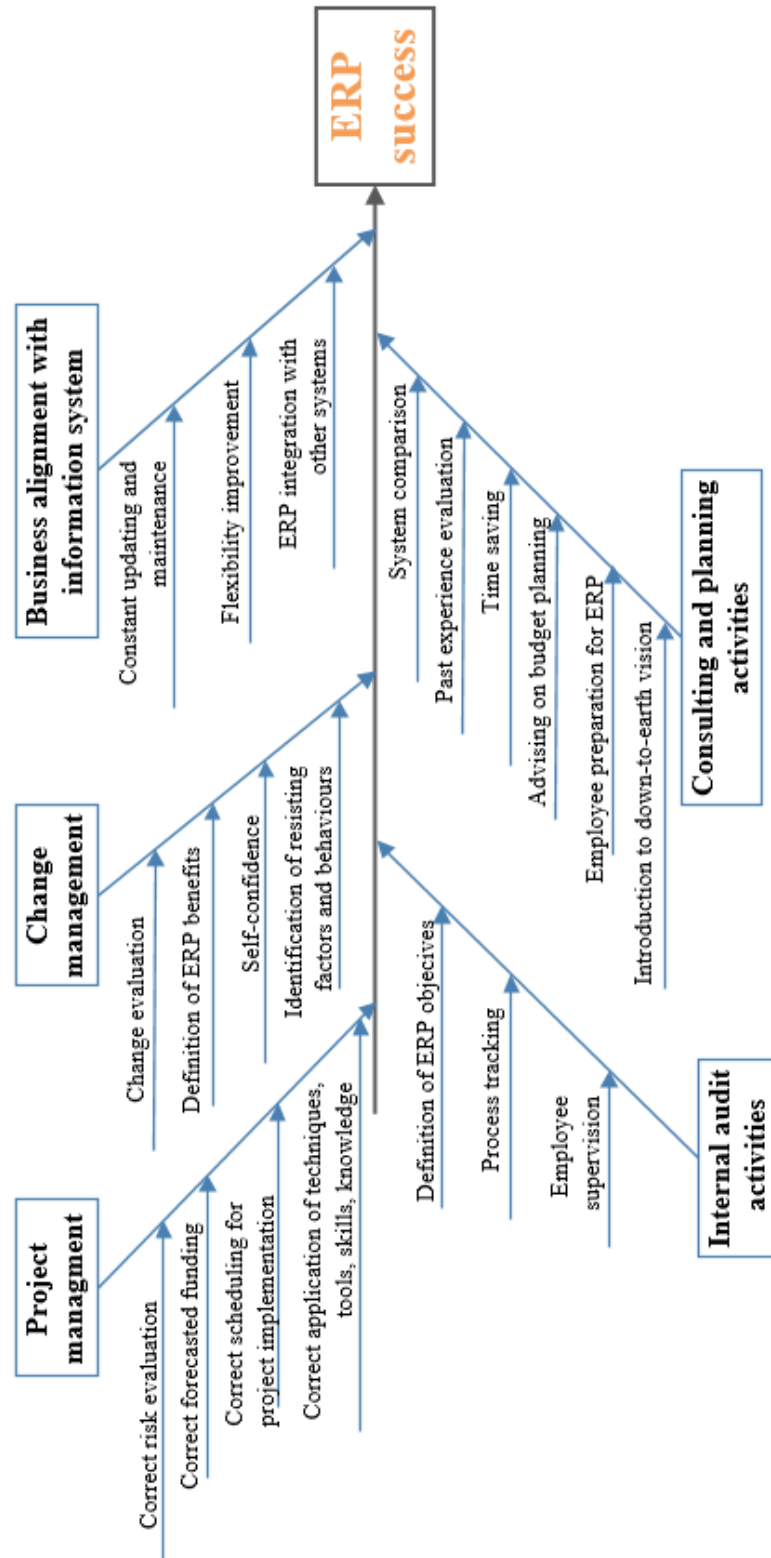 Project
managment
Correct risk evaluation
Correct forecasted funding
Correct scheduling for
project implementation
Correct application of techniques,
tools, skills, knowledge
Change
management
Change evaluation
Definition of ERP benefits
Self-confidence
Identification of resisting
factors and behaviours
Business alignment with
information system
Constant updating and
maintenance
Flexibility improvement
ERP integration with
other systems
ERP
success
Definition of ERP objecives
Process tracking
Employee
supervision
Internal audit
activities
System comparison
Past experience evaluation
Time saving
Advising on budget planning
Employee preparation for ERP
Introduction to down-to-earth vision
Consulting and planning
activities